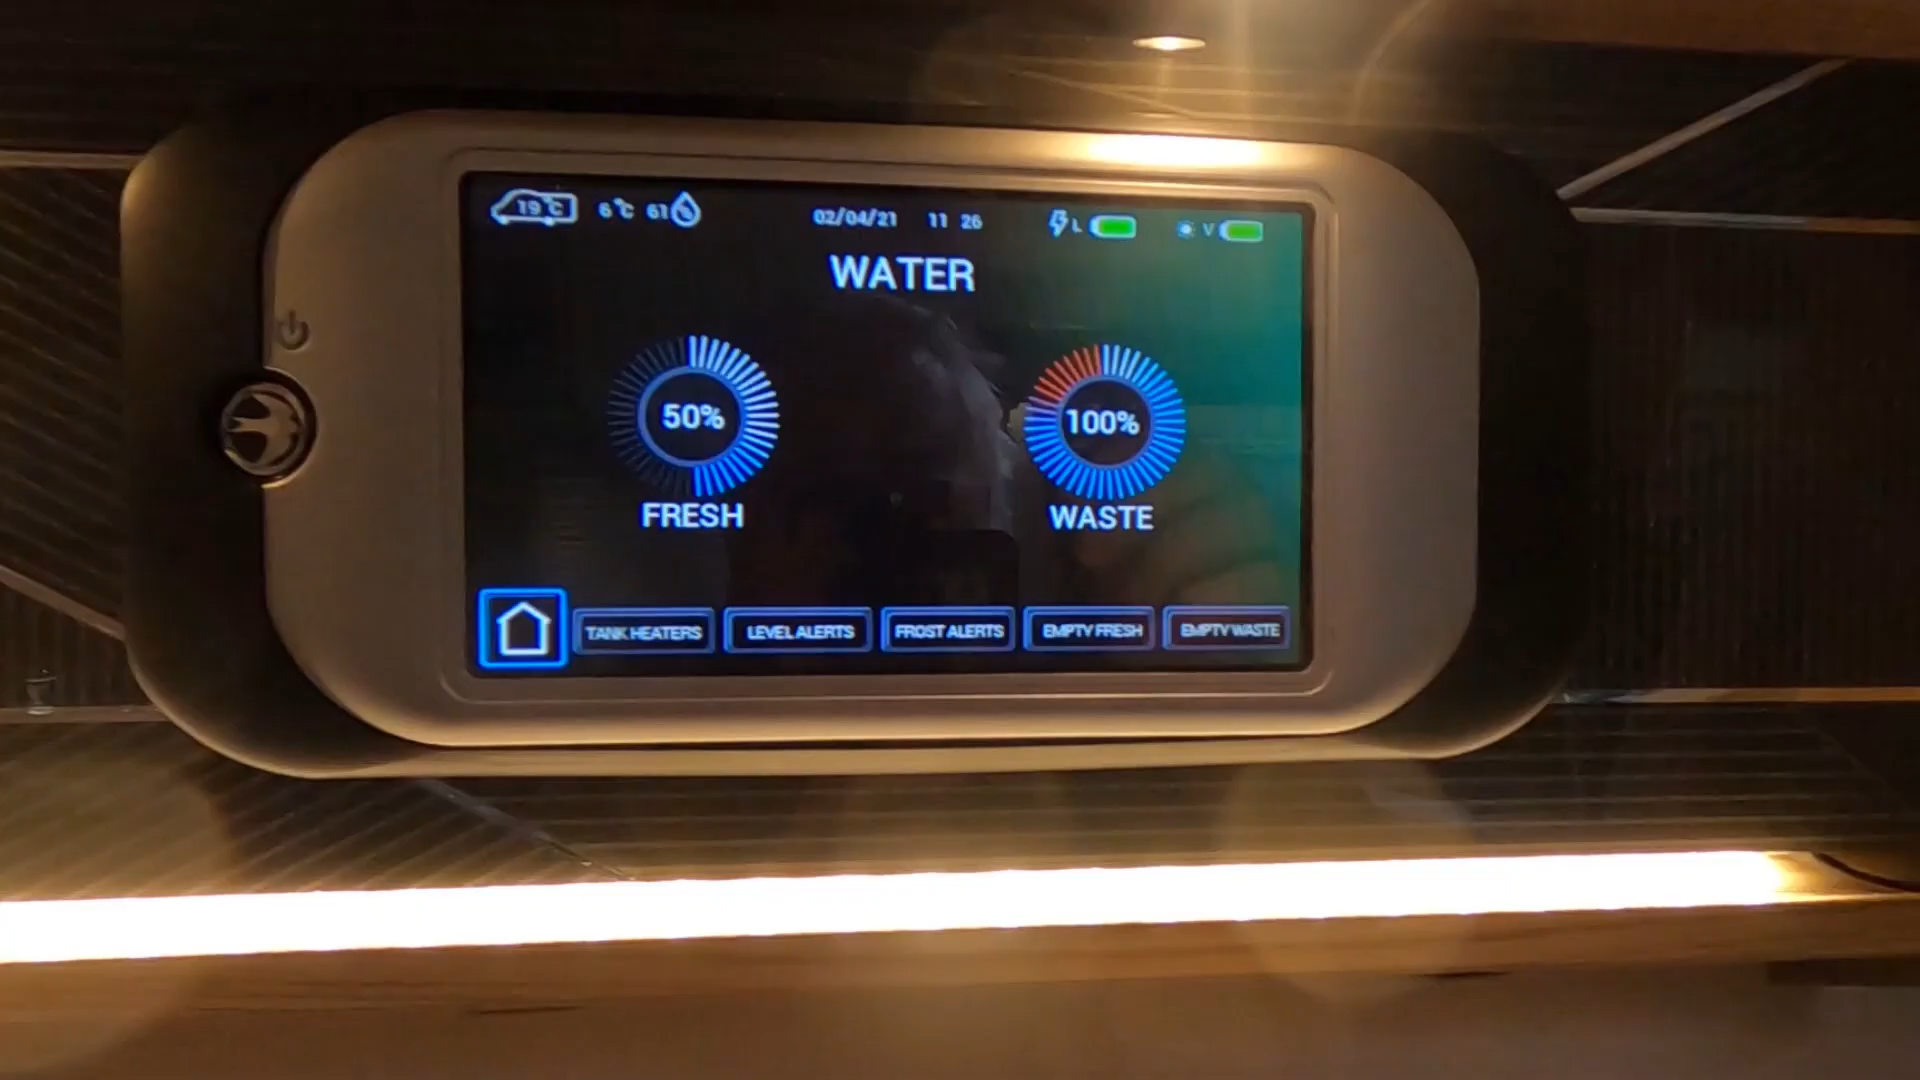 19°C 6°C 61 02/04/21 11 26 L V
WATER
50% 100%
FRESH WASTE
TANK HEATERS LEVEL ALERTS FROST ALERTS EMPTY FRESH EMPTY WASTE